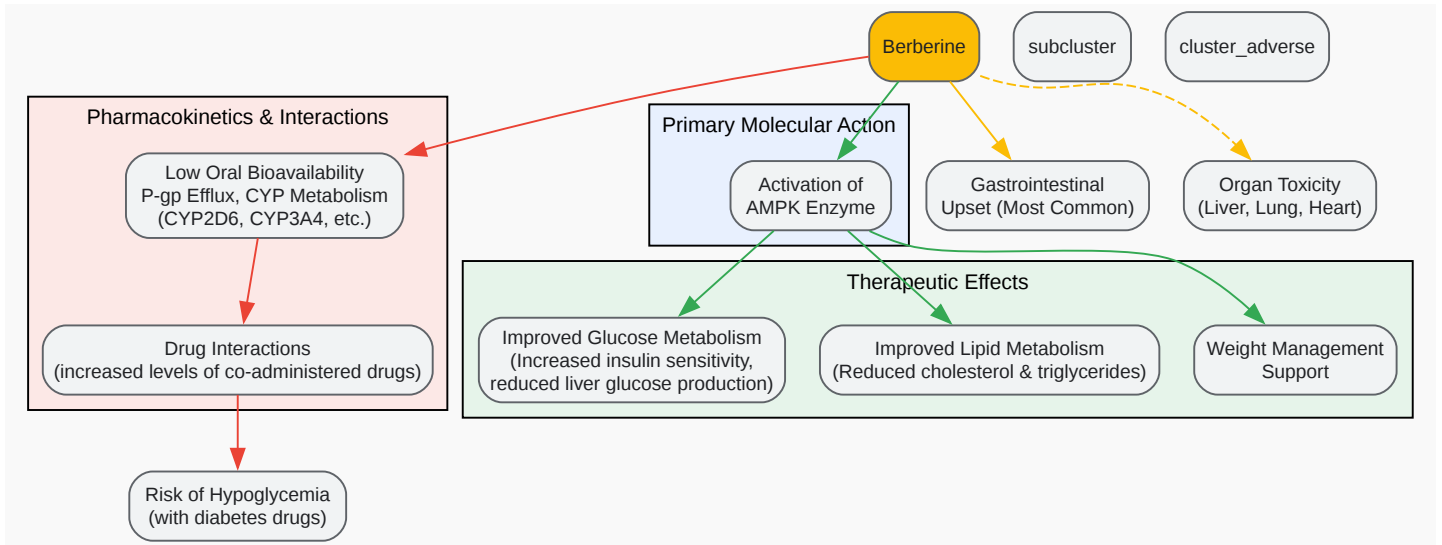 Berberine
subcluster
cluster_adverse
Pharmacokinetics & Interactions
Low Oral Bioavailability
P-gp Efflux, CYP Metabolism
(CYP2D6, CYP3A4, etc.)
Drug Interactions
(increased levels of co-administered drugs)
Risk of Hypoglycemia
(with diabetes drugs)
Primary Molecular Action
Activation of
AMPK Enzyme
Gastrointestinal
Upset (Most Common)
Organ Toxicity
(Liver, Lung, Heart)
Therapeutic Effects
Improved Glucose Metabolism
(Increased insulin sensitivity,
reduced liver glucose production)
Improved Lipid Metabolism
(Reduced cholesterol & triglycerides)
Weight Management
Support